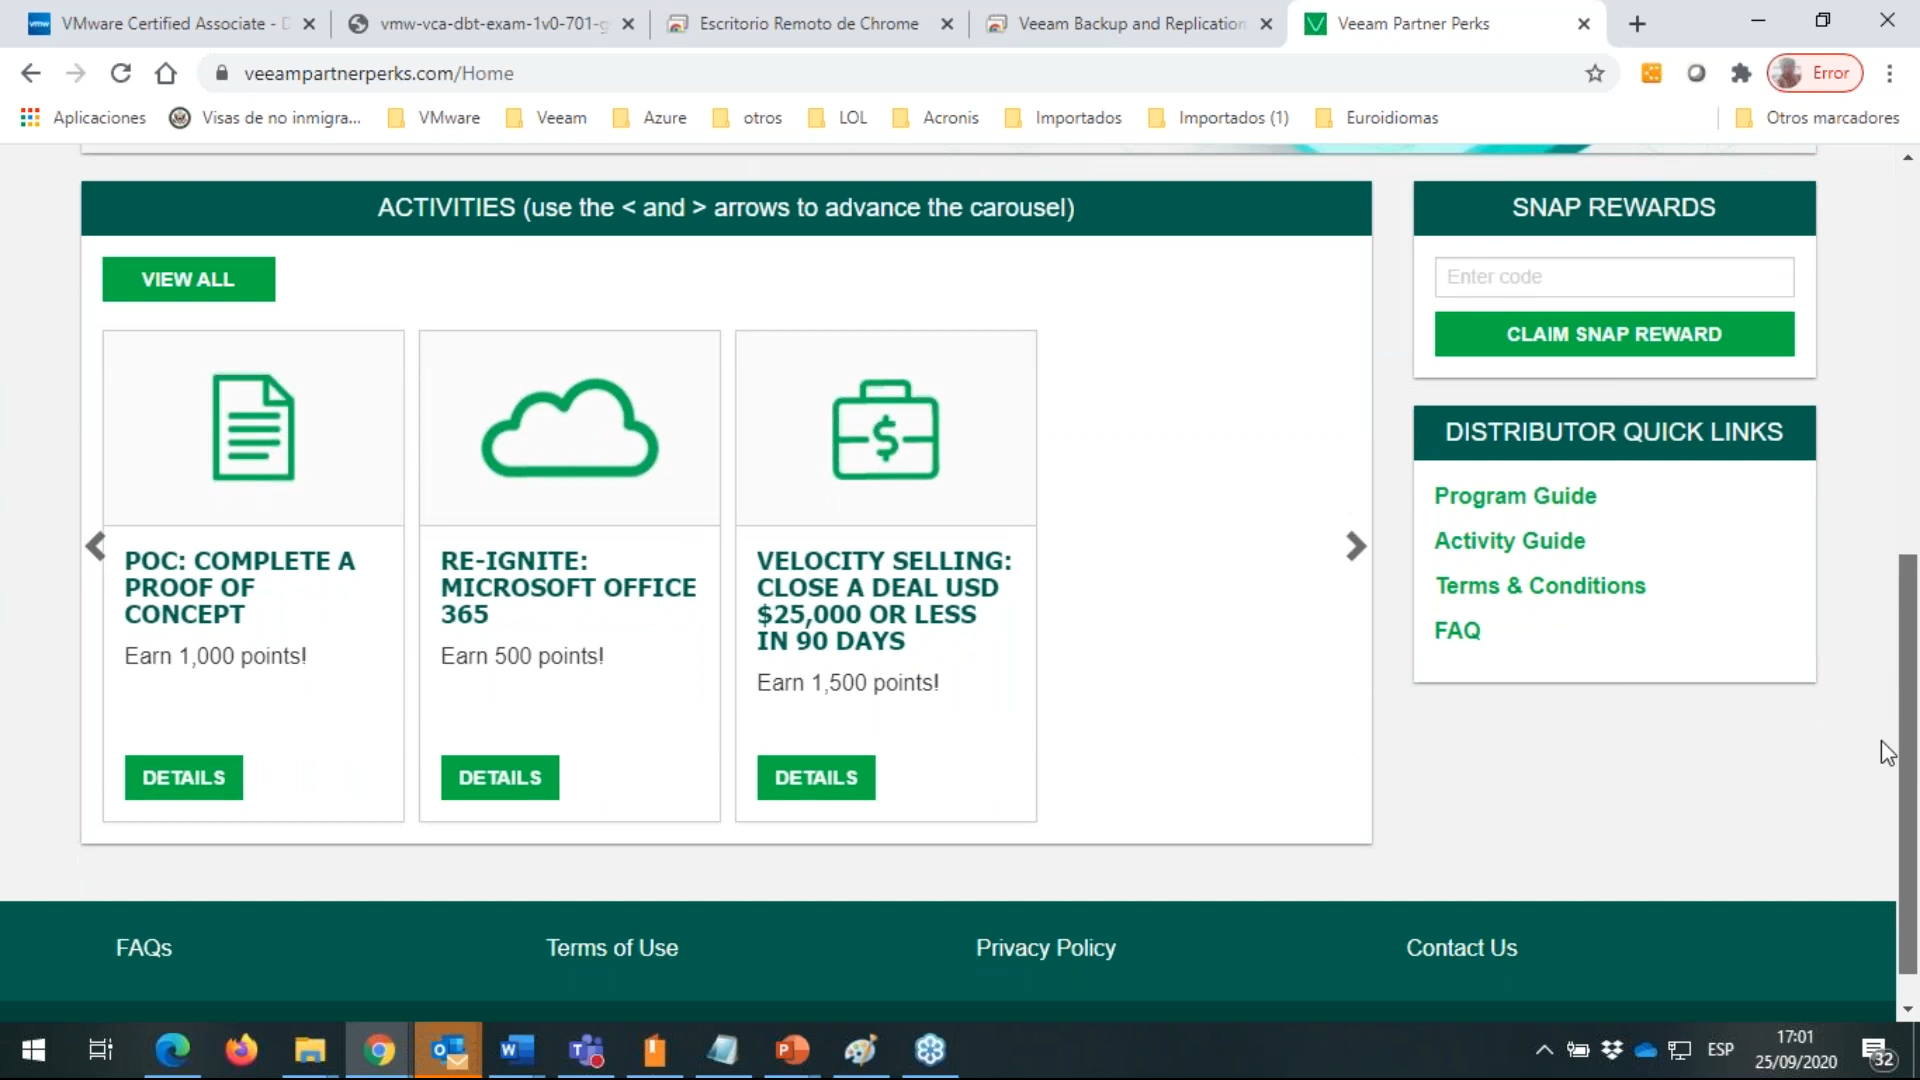 VMware Certified Associate - D
vmw-vca-dbt-exam-1v0-701-g
Escritorio Remoto de Chrome
Veeam Backup and Replication
Veeam Partner Perks
veeampartnerperks.com/Home
Error
Aplicaciones
Visas de no inmigra...
VMware
Veeam
Azure
otros
LOL
Acronis
Importados
Importados (1)
Euroidiomas
Otros marcadores
ACTIVITIES (use the < and > arrows to advance the carousel)
VIEW ALL
POC: COMPLETE A
PROOF OF
CONCEPT
Earn 1,000 points!
DETAILS
RE-IGNITE:
MICROSOFT OFFICE
365
Earn 500 points!
DETAILS
VELOCITY SELLING:
CLOSE A DEAL USD
$25,000 OR LESS
IN 90 DAYS
Earn 1,500 points!
DETAILS
SNAP REWARDS
Enter code
CLAIM SNAP REWARD
DISTRIBUTOR QUICK LINKS
Program Guide
Activity Guide
Terms & Conditions
FAQ
FAQs
Terms of Use
Privacy Policy
Contact Us
ESP
17:01
25/09/2020
32